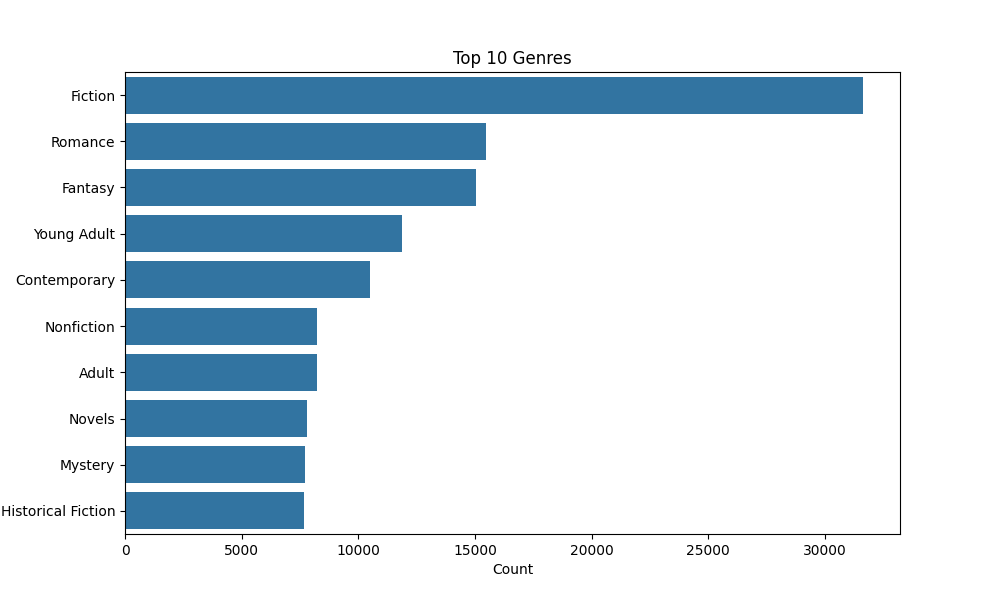 Top 10 Genres
Fiction
Romance
Fantasy
Young Adult
Contemporary
Nonfiction
Adult
Novels
Mystery
Historical Fiction
0 5000 10000 15000 20000 25000 30000
Count